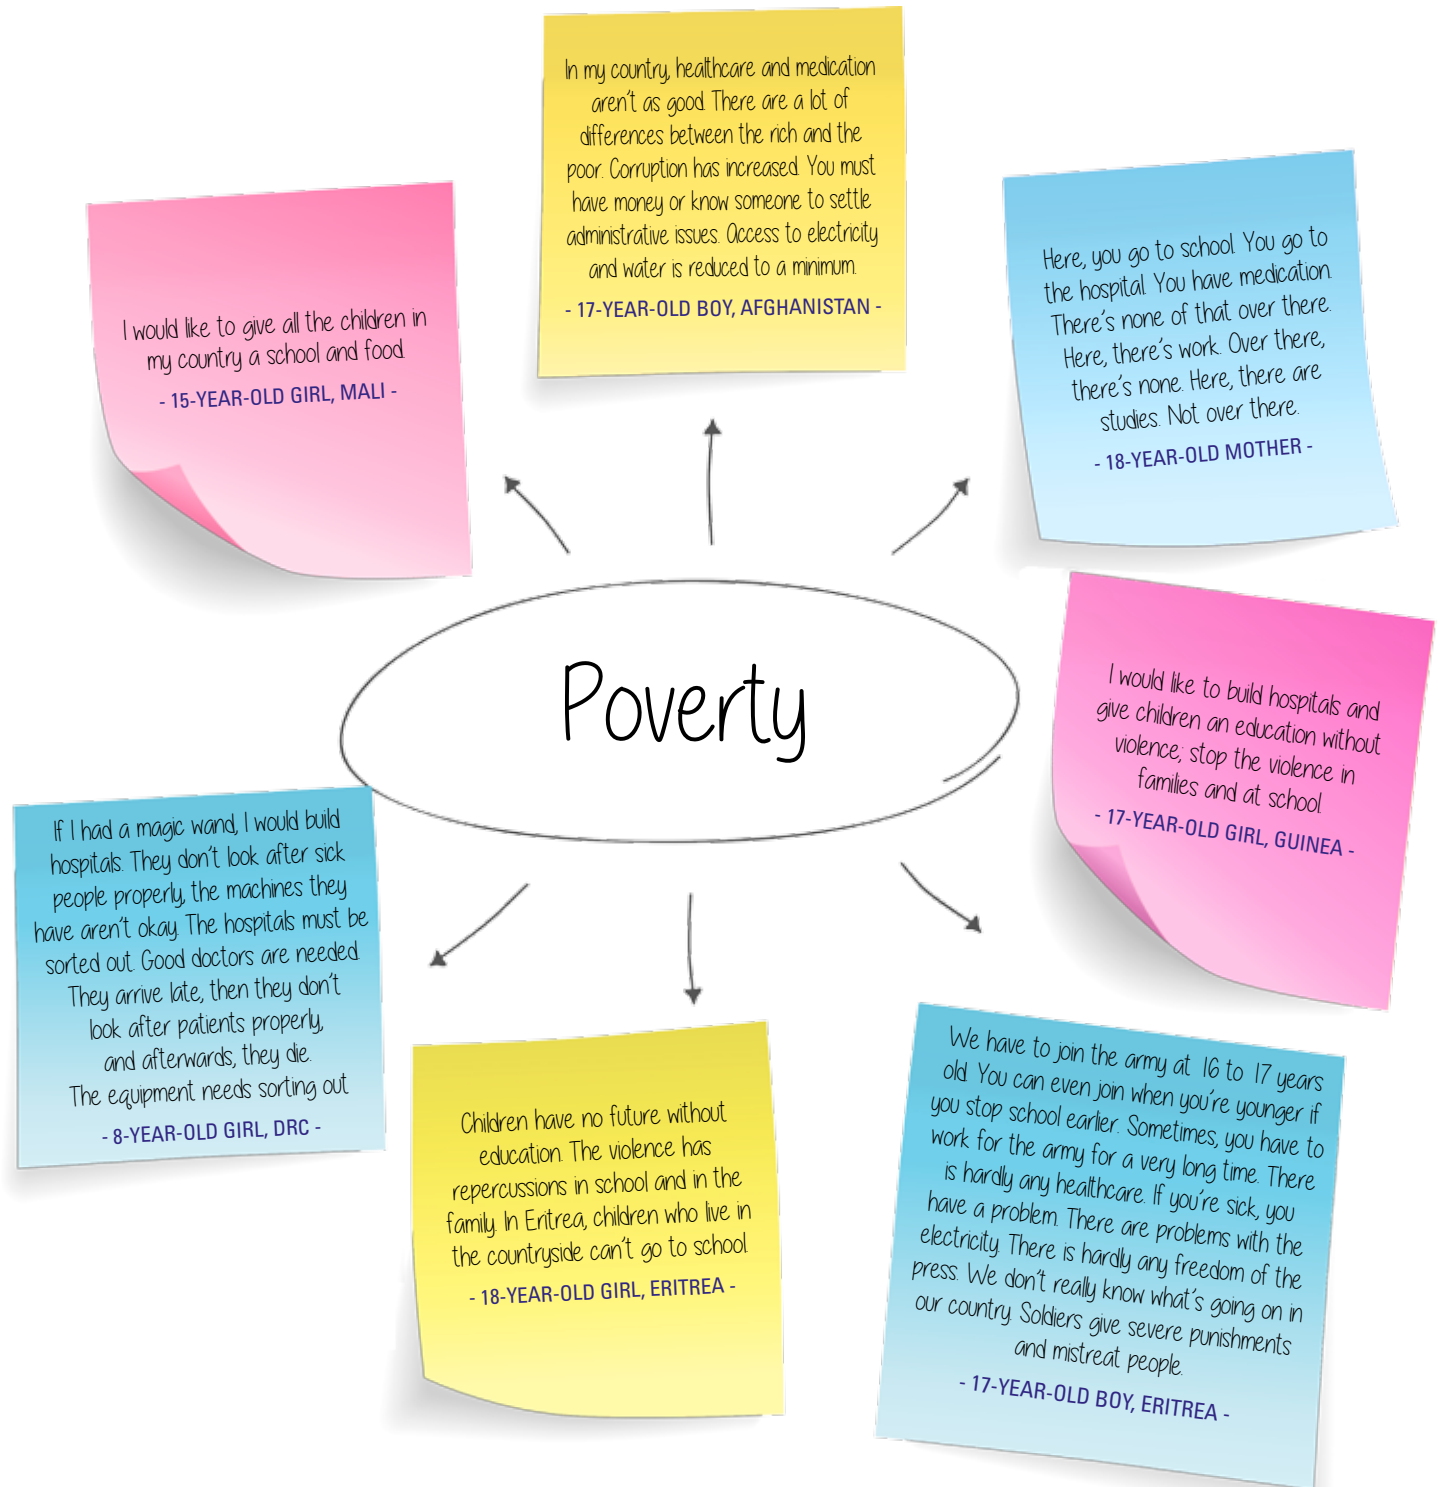 In my country, healthcare and medication
aren't as good. There are a lot of
differences between the rich and the
poor. Corruption has increased. You must
have money or know someone to settle
administrative issues. Access to electricity
and water is reduced to a minimum.
- 17-YEAR-OLD BOY, AFGHANISTAN -
I would like to give all the children in
my country a school and food.
- 15-YEAR-OLD GIRL, MALI -
Here, you go to school. You go to
the hospital. You have medication.
There's none of that over there.
Here, there's work. Over there,
there's none. Here, there are
studies. Not over there.
- 18-YEAR-OLD MOTHER -
Poverty
I would like to build hospitals and
give children an education without
violence; stop the violence in
families and at school.
- 17-YEAR-OLD GIRL, GUINEA -
If I had a magic wand, I would build
hospitals. They don't look after sick
people properly, the machines they
have aren't okay. The hospitals must be
sorted out. Good doctors are needed.
They arrive late, then they don't
look after patients properly,
and afterwards, they die.
The equipment needs sorting out
- 8-YEAR-OLD GIRL, DRC -
Children have no future without
education. The violence has
repercussions in school and in the
family. In Eritrea, children who live in
the countryside can't go to school.
- 18-YEAR-OLD GIRL, ERITREA -
We have to join the army at 16 to 17 years
old. You can even join when you're younger if
you stop school earlier. Sometimes, you have to
work for the army for a very long time. There
is hardly any healthcare. If you're sick, you
have a problem. There are problems with the
electricity. There is hardly any freedom of the
press. We don't really know what's going on in
our country. Soldiers give severe punishments
and mistreat people.
- 17-YEAR-OLD BOY, ERITREA -